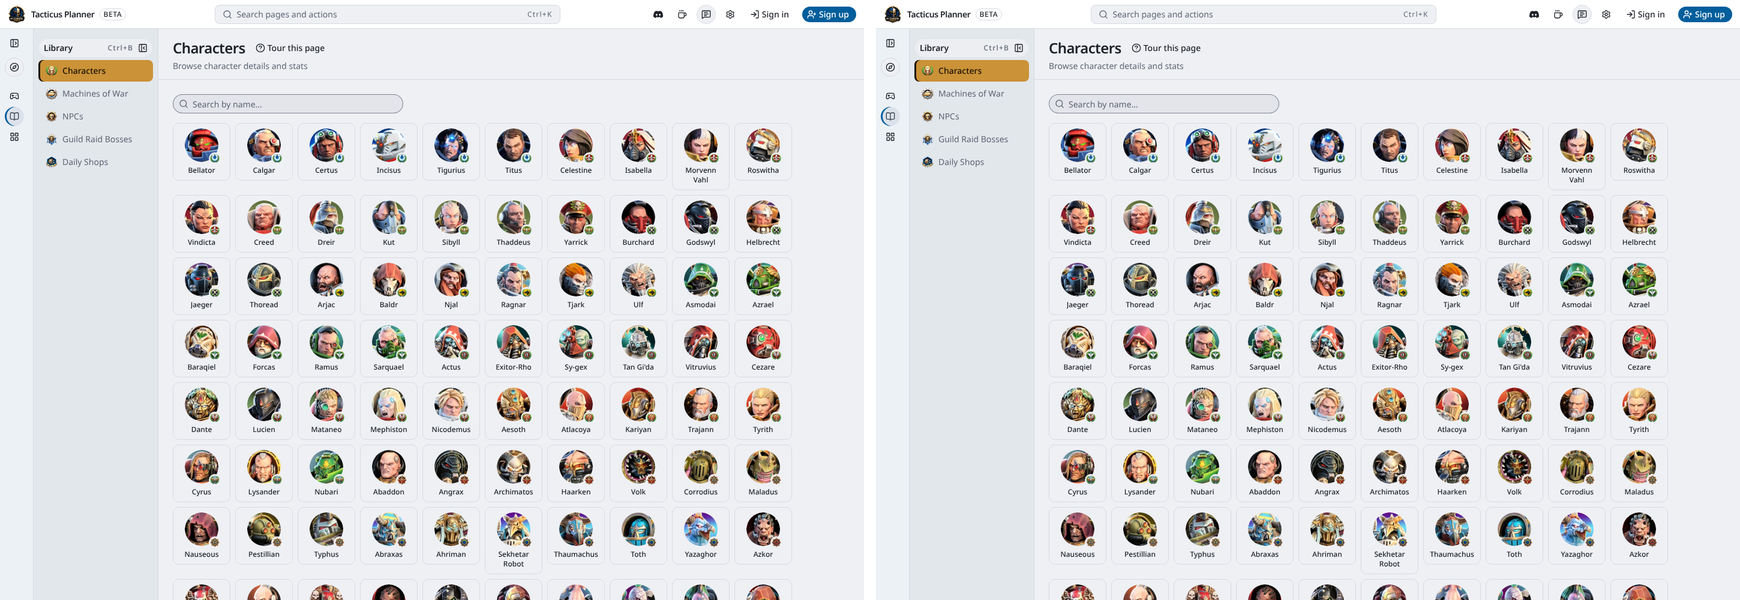 Tacticus Planner BETA Search pages and actions Ctrl+K Sign in Sign up
Library Ctrl+B
Characters
Machines of War
NPCs
Guild Raid Bosses
Daily Shops
Characters Tour this page
Browse character details and stats
Search by name...
Bellator Calgar Certus Incisus Tigurius Titus Celestine Isabella Morvenn Vahl Roswitha
Vindicta Creed Dreir Kut Sibyll Thaddeus Yarrick Burchard Godswyl Helbrecht
Jaeger Thoread Arjac Baldr Njal Ragnar Tjark Ulf Asmodai Azrael
Baraqiel Forcas Ramus Sarquael Actus Exitor-Rho Sy-gex Tan Gi'da Vitruvius Cezare
Dante Lucien Mataneo Mephiston Nicodemus Aesoth Atlacoya Kariyan Trajann Tyrith
Cyrus Lysander Nubari Abaddon Angrax Archimatos Haarken Volk Corrodius Maladus
Nauseous Pestillian Typhus Abraxas Ahriman Sekhetar Robot Thaumachus Toth Yazaghor Azkor
Tacticus Planner BETA Search pages and actions Ctrl+K Sign in Sign up
Library Ctrl+B
Characters
Machines of War
NPCs
Guild Raid Bosses
Daily Shops
Characters Tour this page
Browse character details and stats
Search by name...
Bellator Calgar Certus Incisus Tigurius Titus Celestine Isabella Morvenn Vahl Roswitha
Vindicta Creed Dreir Kut Sibyll Thaddeus Yarrick Burchard Godswyl Helbrecht
Jaeger Thoread Arjac Baldr Njal Ragnar Tjark Ulf Asmodai Azrael
Baraqiel Forcas Ramus Sarquael Actus Exitor-Rho Sy-gex Tan Gi'da Vitruvius Cezare
Dante Lucien Mataneo Mephiston Nicodemus Aesoth Atlacoya Kariyan Trajann Tyrith
Cyrus Lysander Nubari Abaddon Angrax Archimatos Haarken Volk Corrodius Maladus
Nauseous Pestillian Typhus Abraxas Ahriman Sekhetar Robot Thaumachus Toth Yazaghor Azkor